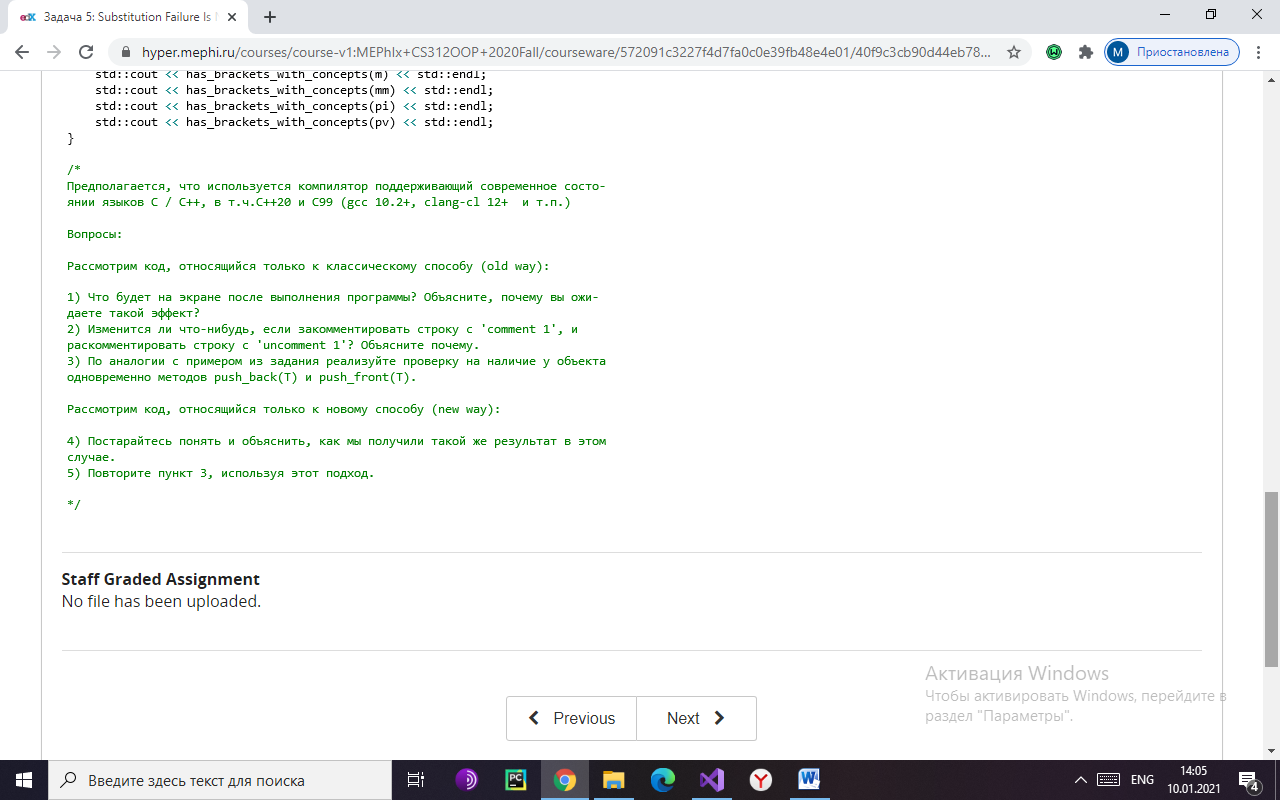 Задача 5: Substitution Failure Is
hyper.mephi.ru/courses/course-v1:MEPhIx+CS312OOP+2020Fall/courseware/572091c3227f4d7fa0c0e39fb48e4e01/40f9c3cb90d44eb78...
M Приостановлена
std::cout << has_brackets_with_concepts(m) << std::endl;
std::cout << has_brackets_with_concepts(mm) << std::endl;
std::cout << has_brackets_with_concepts(pi) << std::endl;
std::cout << has_brackets_with_concepts(pv) << std::endl;
}
/*
Предполагается, что используется компилятор поддерживающий современное состо-
янии языков C / C++, в т.ч.C++20 и C99 (gcc 10.2+, clang-cl 12+  и т.п.)
Вопросы:
Рассмотрим код, относящийся только к классическому способу (old way):
1) Что будет на экране после выполнения программы? Объясните, почему вы ожи-
даете такой эффект?
2) Изменится ли что-нибудь, если закомментировать строку с 'comment 1', и
раскомментировать строку с 'uncomment 1'? Объясните почему.
3) По аналогии с примером из задания реализуйте проверку на наличие у объекта
одновременно методов push_back(T) и push_front(T).
Рассмотрим код, относящийся только к новому способу (new way):
4) Постарайтесь понять и объяснить, как мы получили такой же результат в этом
случае.
5) Повторите пункт 3, используя этот подход.
*/
Staff Graded Assignment
No file has been uploaded.
Активация Windows
Чтобы активировать Windows, перейдите в
раздел "Параметры".
Previous
Next
Введите здесь текст для поиска
ENG
14:05
10.01.2021
4